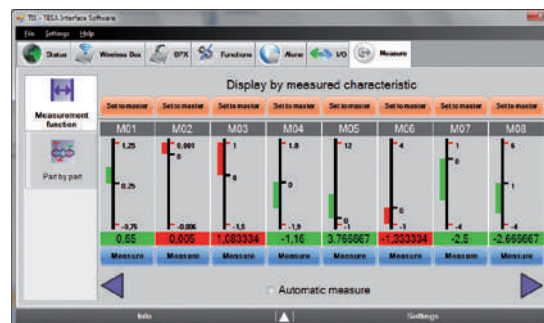 TIS - TESA Interface Software
File Settings Help
Status Wireless Box BPX Functions Alone I/O Measure
Display by measured characteristic
Set to master Set to master Set to master Set to master Set to master Set to master Set to master Set to master
Measurement function
Part by part
M01 M02 M03 M04 M05 M06 M07 M08
1,25 0,001 1 1,8 12 4 1 6
0 0
0,25 0 0 0 1
0 0
-0,75 -0,006 -1,5 -1,9 -1 -3 -4 -4
0,65 0,005 1,083334 -1,16 3,766667 -1,333334 -2,5 -2,666667
Measure Measure Measure Measure Measure Measure Measure Measure
Automatic measure
Info Settings